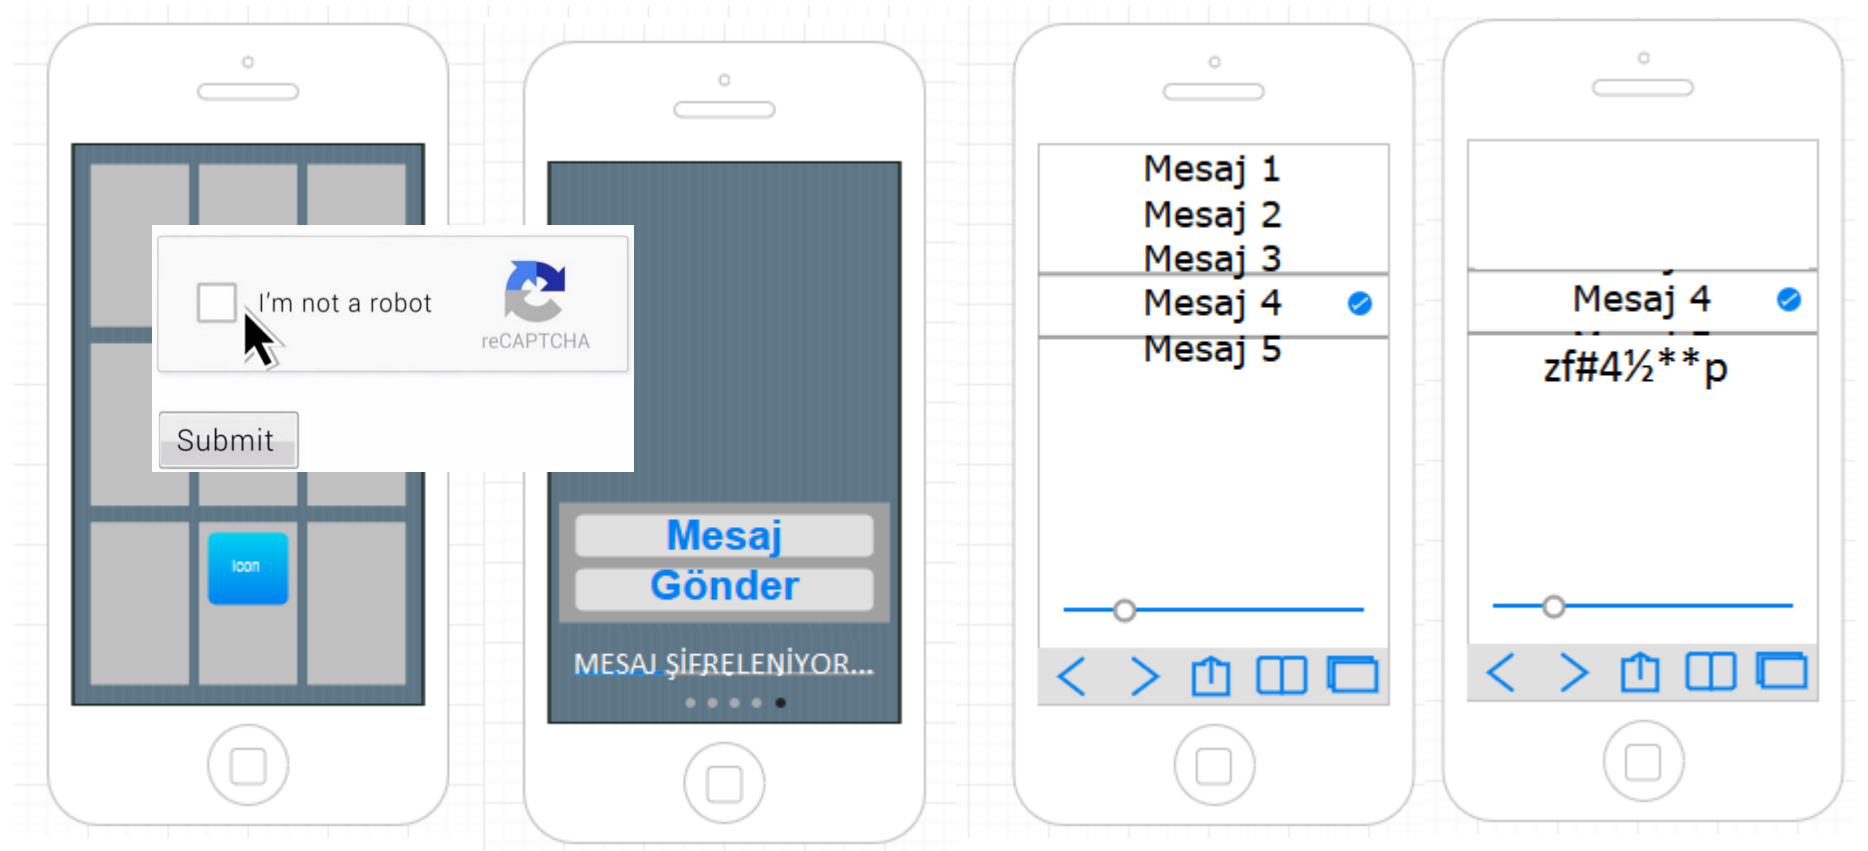 I'm not a robot
reCAPTCHA
Submit
Icon
Mesaj
Gönder
MESAJ ŞİFRELENİYOR...
Mesaj 1
Mesaj 2
Mesaj 3
Mesaj 4
Mesaj 5
Mesaj 4
zf#4½**p